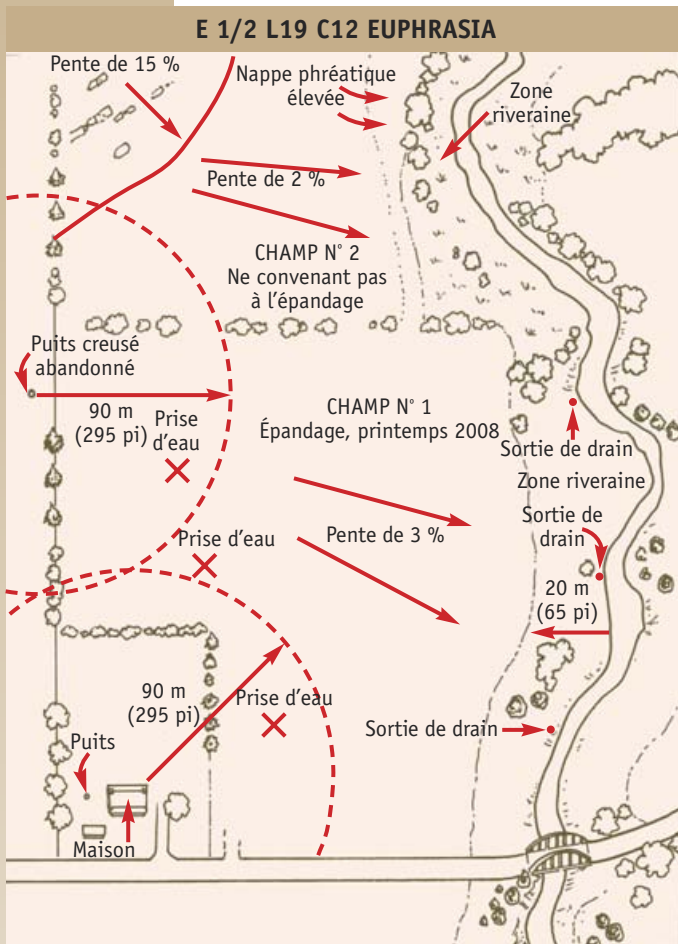 E 1/2 L19 C12 EUPHRASIA
Pente de 15 %
Nappe phréatique
élevée
Zone
riveraine
Pente de 2 %
CHAMP N° 2
Ne convenant pas
à l'épandage
Puits creusé
abandonné
90 m
(295 pi)
Prise
d'eau
CHAMP N° 1
Épandage, printemps 2008
Sortie de drain
Zone riveraine
Sortie de
drain
Prise d'eau
Pente de 3 %
20 m
(65 pi)
90 m
(295 pi)
Prise d'eau
Sortie de drain
Puits
Maison